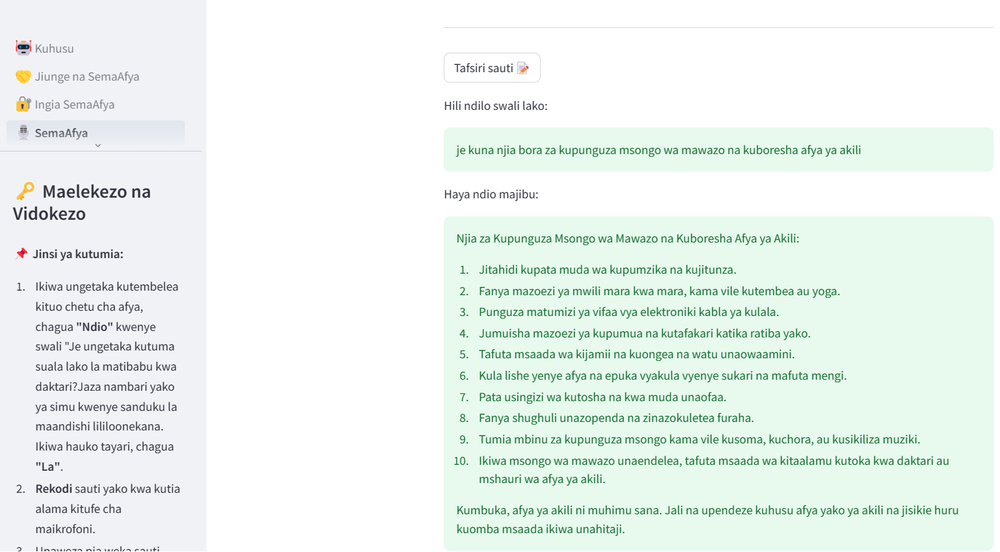 Kuhusu
Jiunge na SemaAfya
Ingia SemaAfya
SemaAfya
Maelekezo na
Vidokezo
Jinsi ya kutumia:
1. Ikiwa ungetaka kutembelea
kituo chetu cha afya,
chagua "Ndio" kwenye
swali "Je ungetaka kutuma
suala lako la matibabu kwa
daktari?Jaza nambari yako
ya simu kwenye sanduku la
maandishi lililoonekana.
Ikiwa hauko tayari, chagua
"La".
2. Rekodi sauti yako kwa kutia
alama kitufe cha
maikrofoni.
3. Unaweza pia weka sauti
Tafsiri sauti
Hili ndilo swali lako:
je kuna njia bora za kupunguza msongo wa mawazo na kuboresha afya ya akili
Haya ndio majibu:
Njia za Kupunguza Msongo wa Mawazo na Kuboresha Afya ya Akili:
1. Jitahidi kupata muda wa kupumzika na kujitunza.
2. Fanya mazoezi ya mwili mara kwa mara, kama vile kutembea au yoga.
3. Punguza matumizi ya vifaa vya elektroniki kabla ya kulala.
4. Jumuisha mazoezi ya kupumua na kutafakari katika ratiba yako.
5. Tafuta msaada wa kijamii na kuongea na watu unaowaamini.
6. Kula lishe yenye afya na epuka vyakula vyenye sukari na mafuta mengi.
7. Pata usingizi wa kutosha na kwa muda unaofaa.
8. Fanya shughuli unazopenda na zinazokuletea furaha.
9. Tumia mbinu za kupunguza msongo kama vile kusoma, kuchora, au kusikiliza muziki.
10. Ikiwa msongo wa mawazo unaendelea, tafuta msaada wa kitaalamu kutoka kwa daktari au
mshauri wa afya ya akili.
Kumbuka, afya ya akili ni muhimu sana. Jali na upendeze kuhusu afya yako ya akili na jisikie huru
kuomba msaada ikiwa unahitaji.